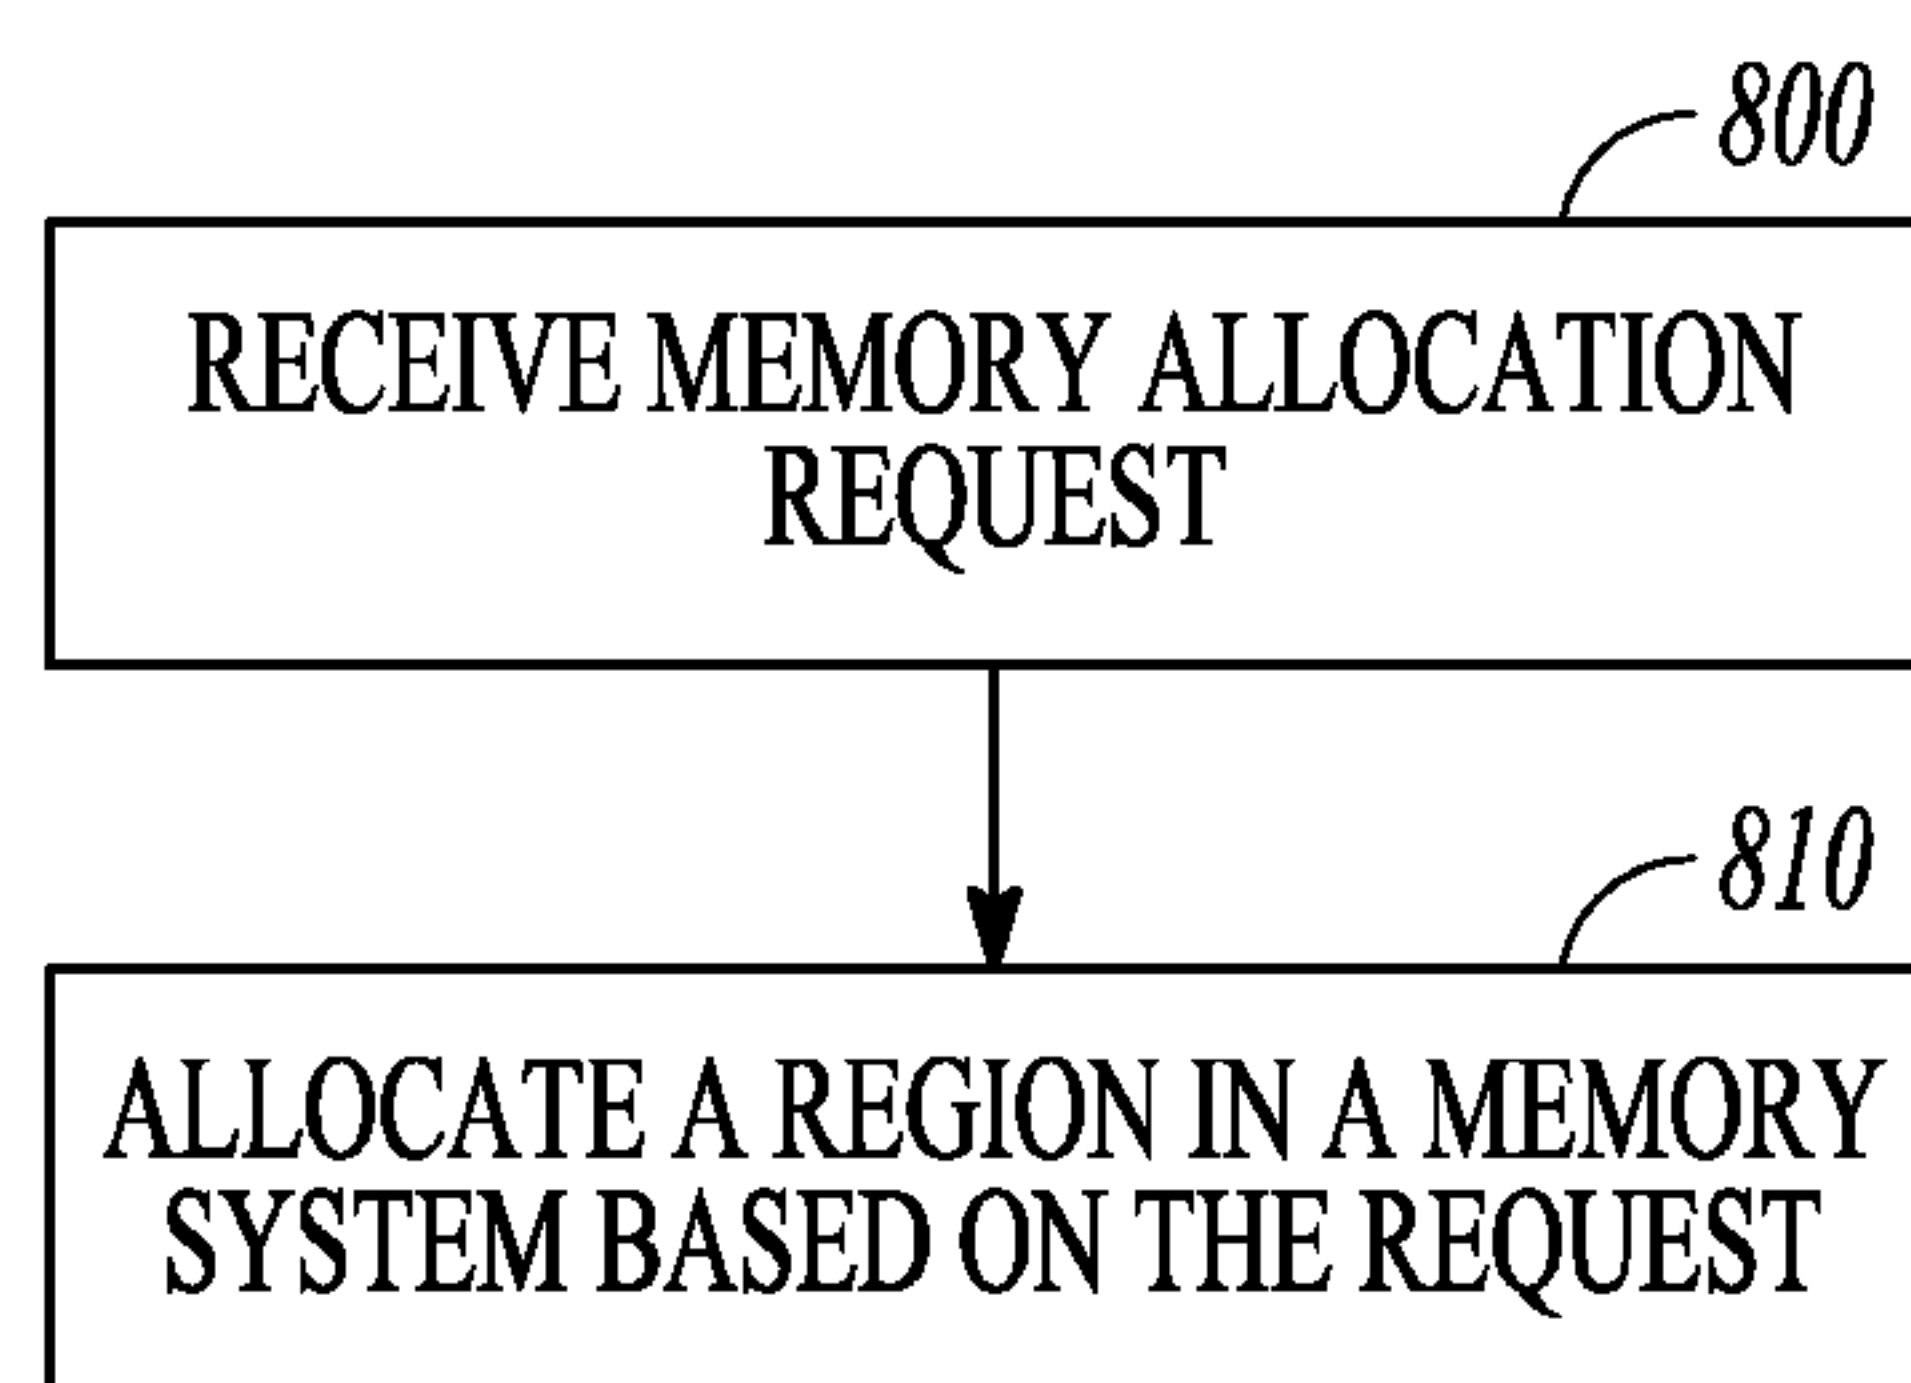 800
RECEIVE MEMORY ALLOCATION
REQUEST
810
ALLOCATE A REGION IN A MEMORY
SYSTEM BASED ON THE REQUEST